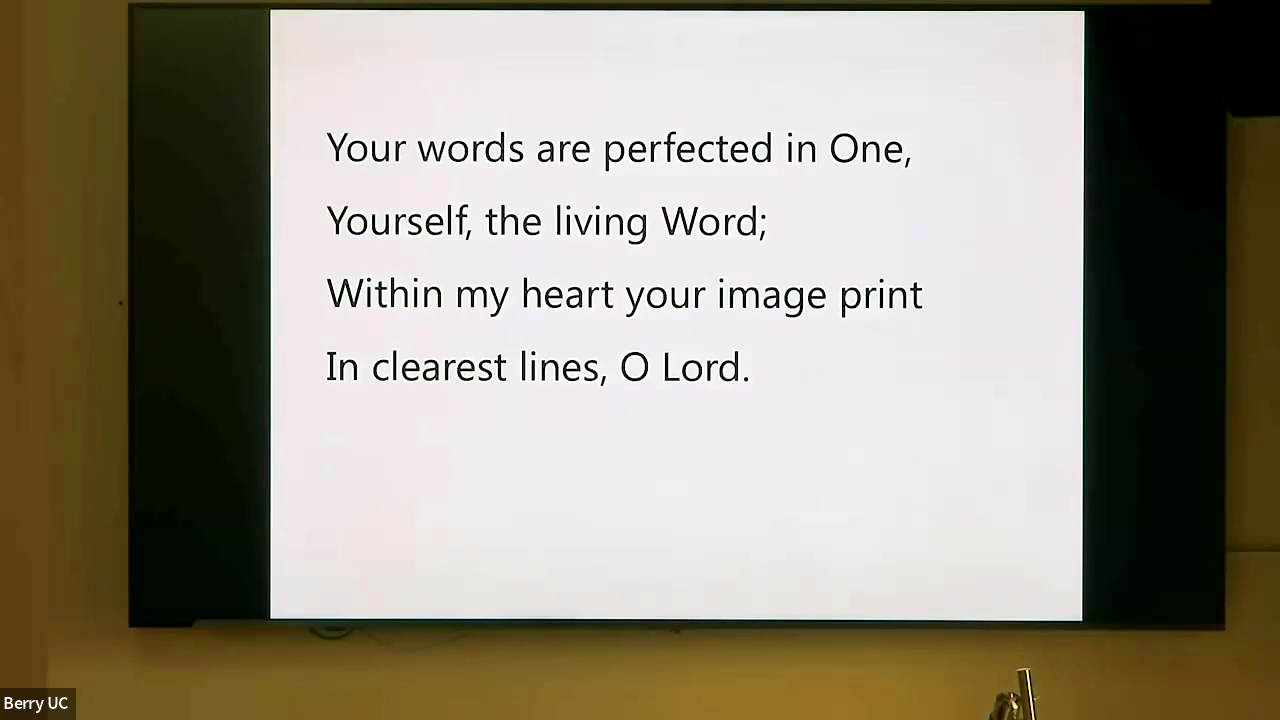 Your words are perfected in One,
Yourself, the living Word;
Within my heart your image print
In clearest lines, O Lord.
Berry UC